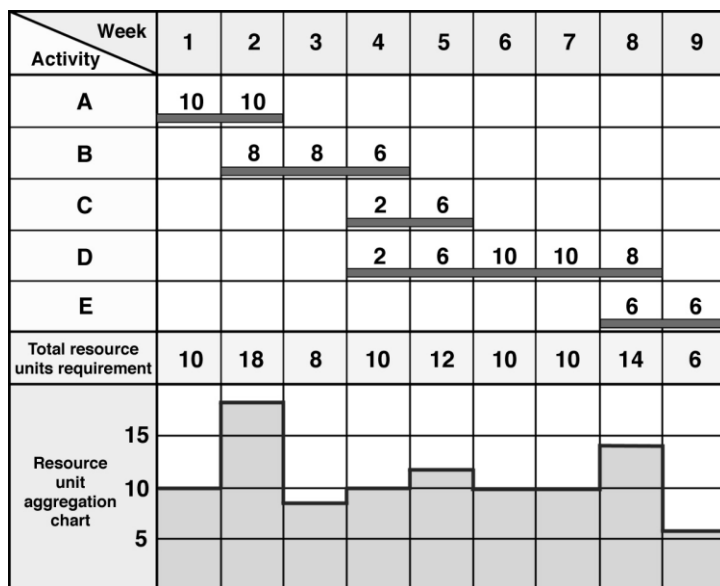 Week
Activity
1 2 3 4 5 6 7 8 9
A 10 10
B 8 8 6
C 2 6
D 2 6 10 10 8
E 6 6
Total resource
units requirement
10 18 8 10 12 10 10 14 6
Resource
unit
aggregation
chart
15
10
5